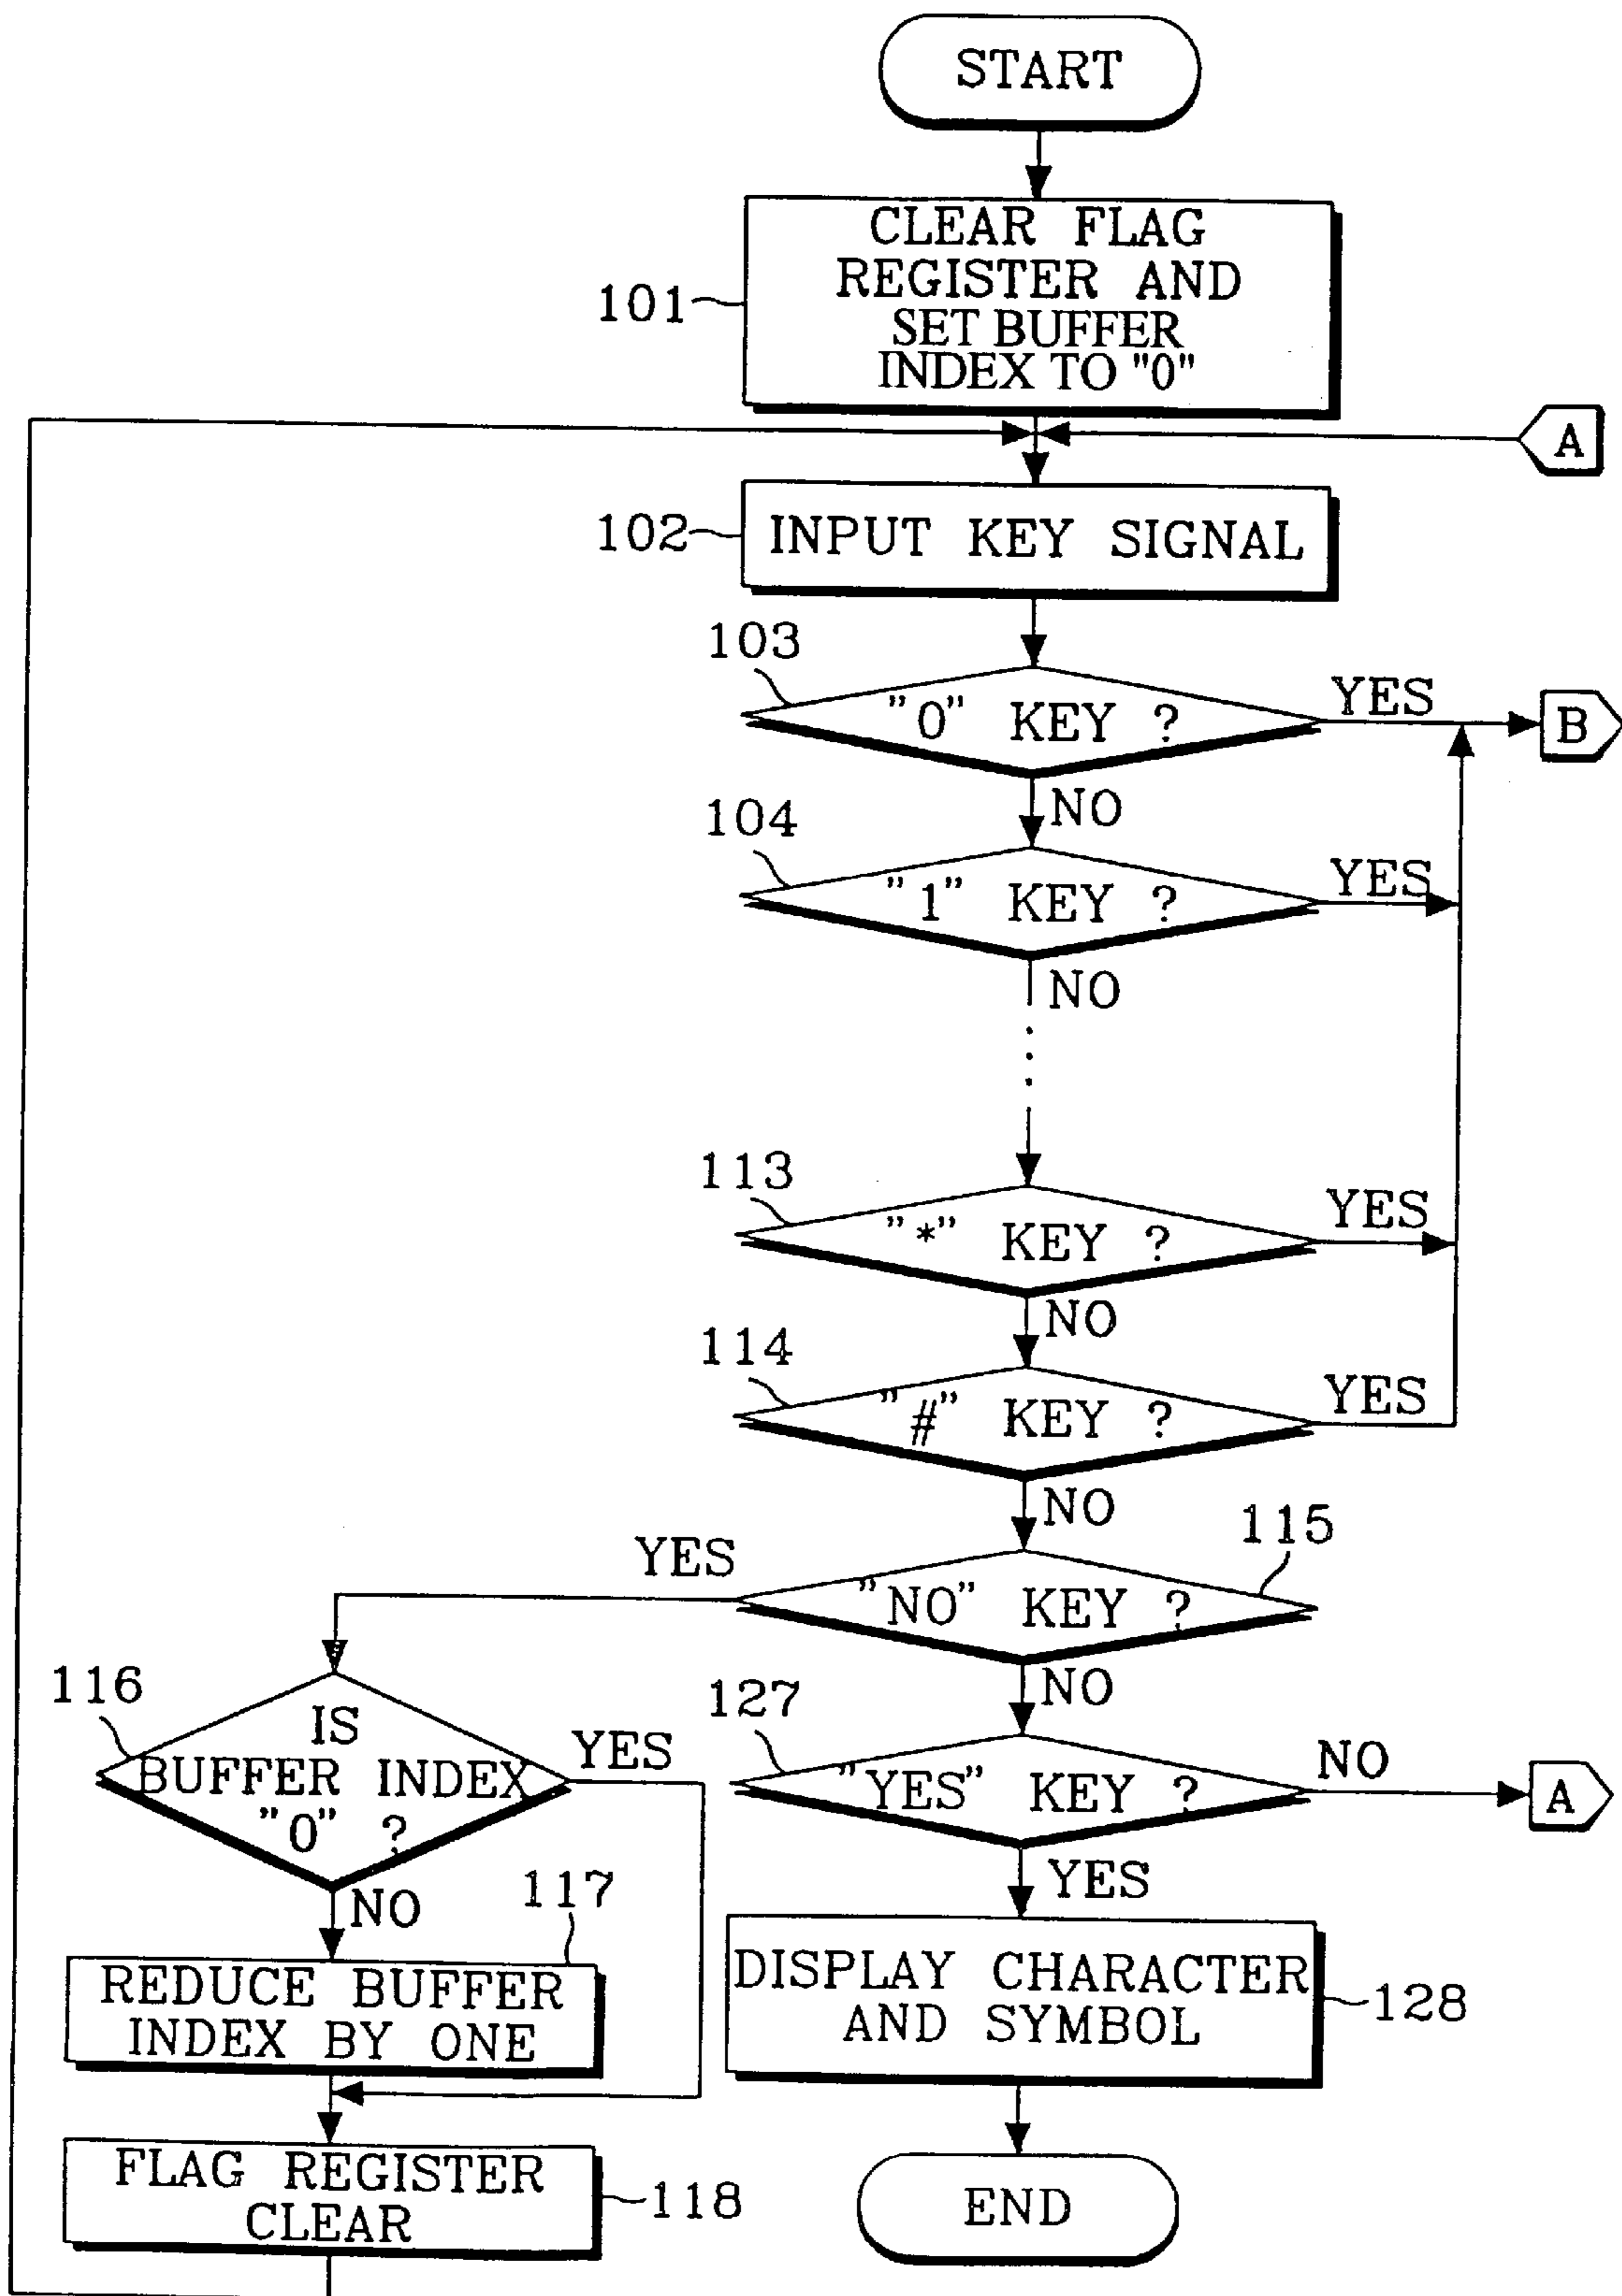 START
CLEAR FLAG
REGISTER AND
SET BUFFER
INDEX TO "0"
101
A
102
INPUT KEY SIGNAL
103
"0" KEY ?
YES
B
NO
104
"1" KEY ?
YES
NO
113
"*" KEY ?
YES
NO
114
"#" KEY ?
YES
NO
115
YES
"NO" KEY ?
NO
116
IS
BUFFER INDEX
"0" ?
YES
127
"YES" KEY ?
NO
A
NO
117
YES
REDUCE BUFFER
INDEX BY ONE
DISPLAY CHARACTER
AND SYMBOL
128
FLAG REGISTER
CLEAR
118
END